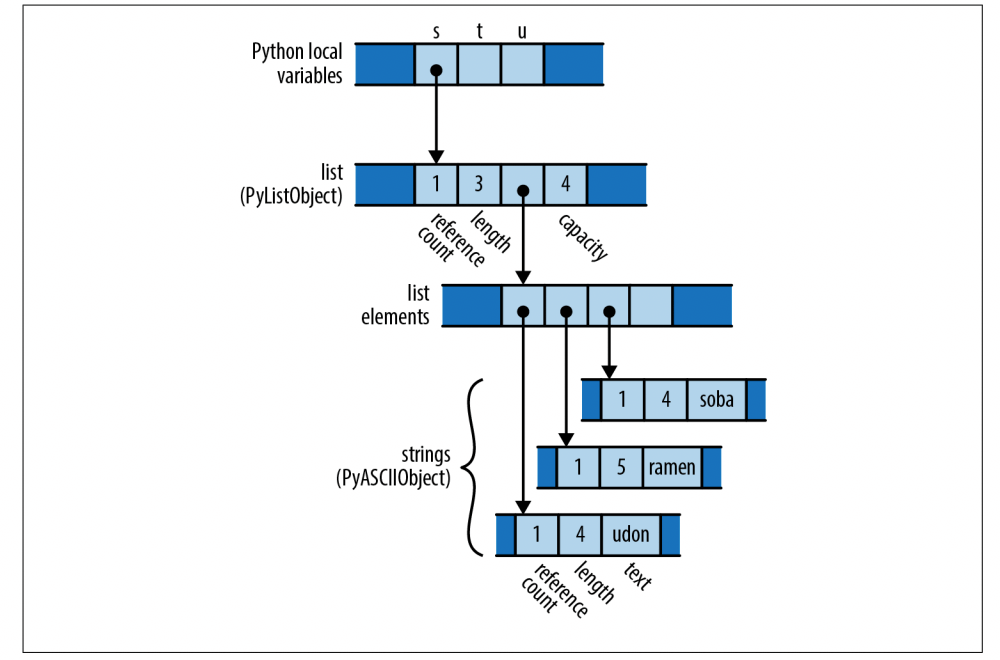 s t u
Python local
variables
list
(PyListObject)
1 3 4
reference
count
length
capacity
list
elements
1 4 soba
strings
(PyASCIIObject)
1 5 ramen
1 4 udon
reference
count
length
text